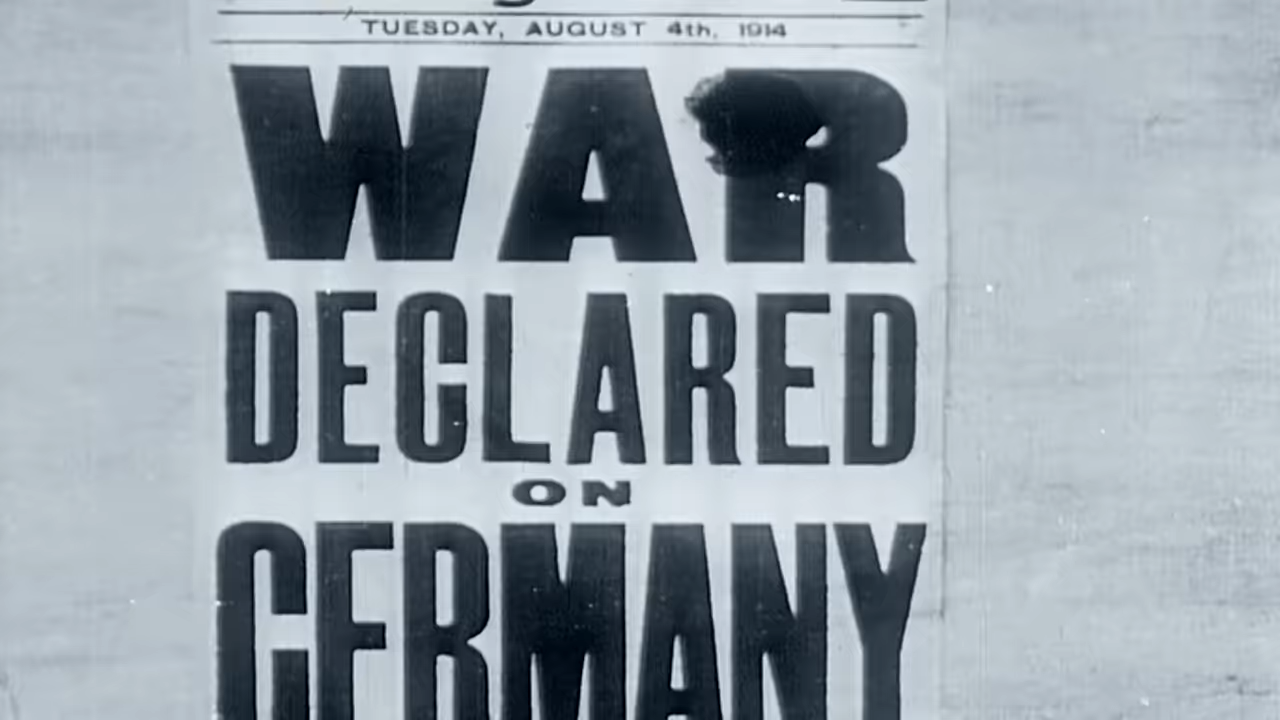 TUESDAY, AUGUST 4th, 1914
WAR
DECLARED
ON
GERMANY